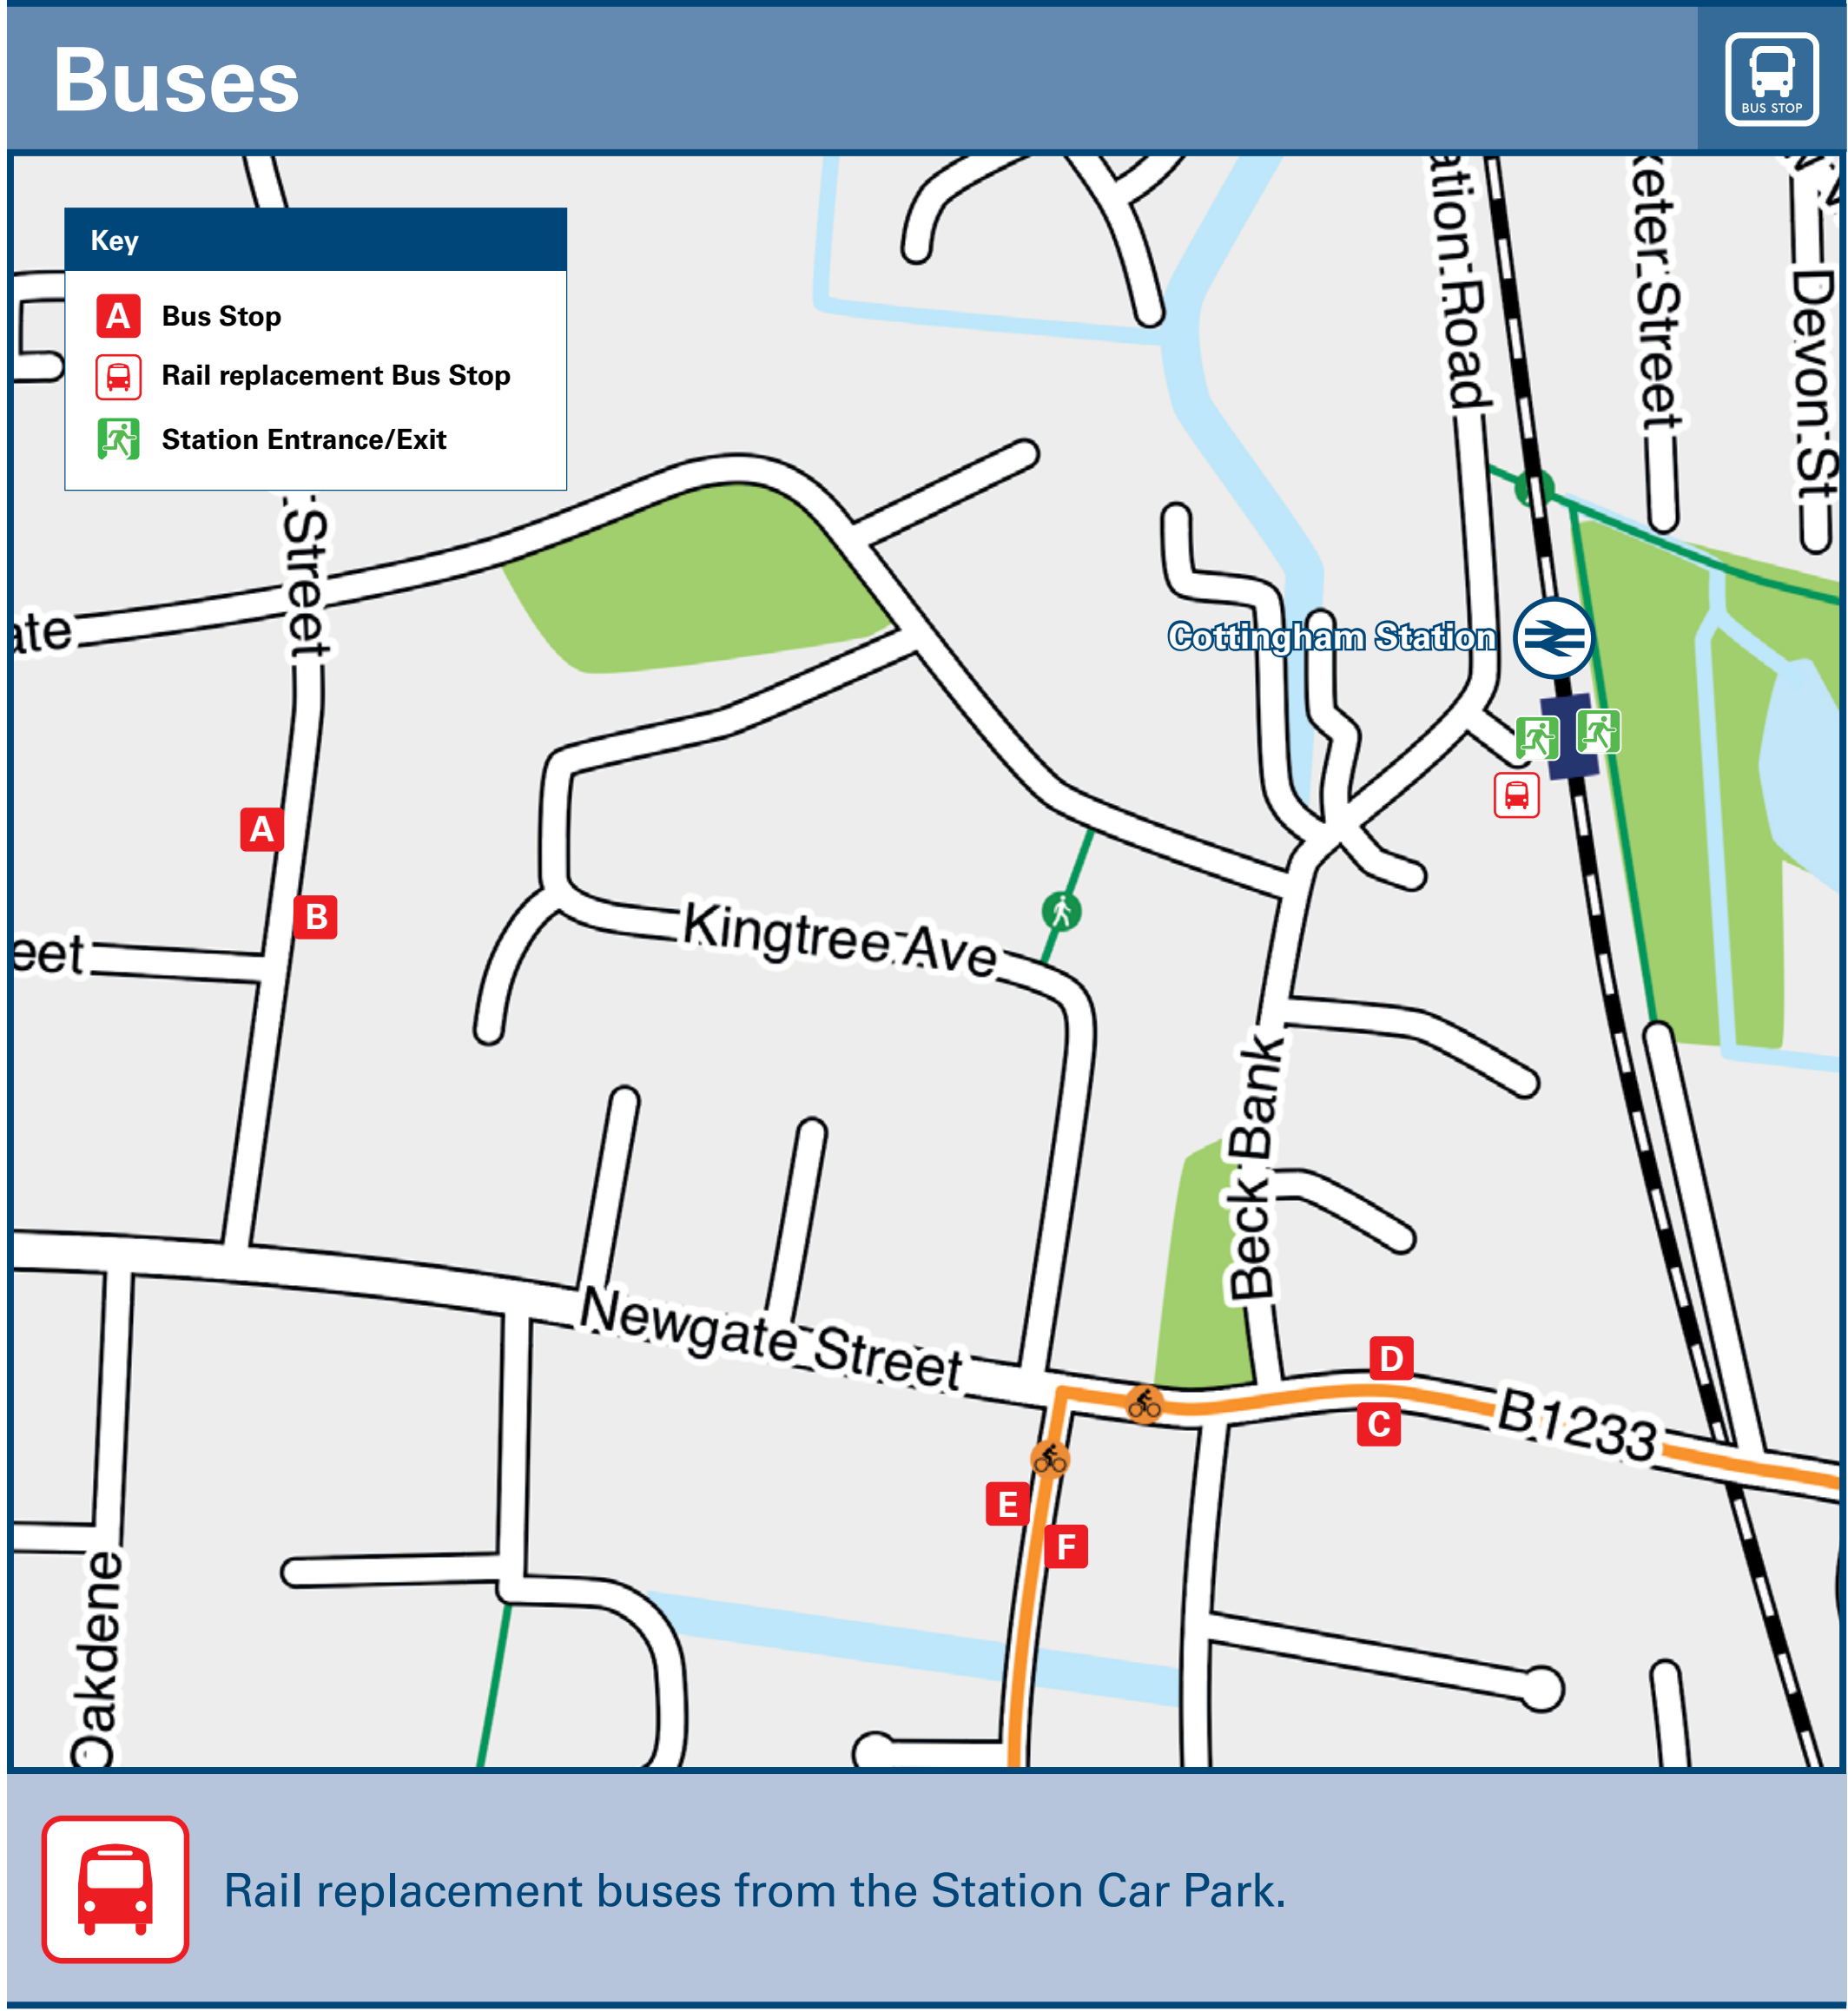 Buses
BUS STOP
Key
A Bus Stop
Rail replacement Bus Stop
Station Entrance/Exit
ation Road
keter Street
Devon St
Street
ate
Cottingham Station
A
B
eet
Kingtree Ave
Beck Bank
Newgate Street
D
C
B1233
E
F
Oakdene
Rail replacement buses from the Station Car Park.